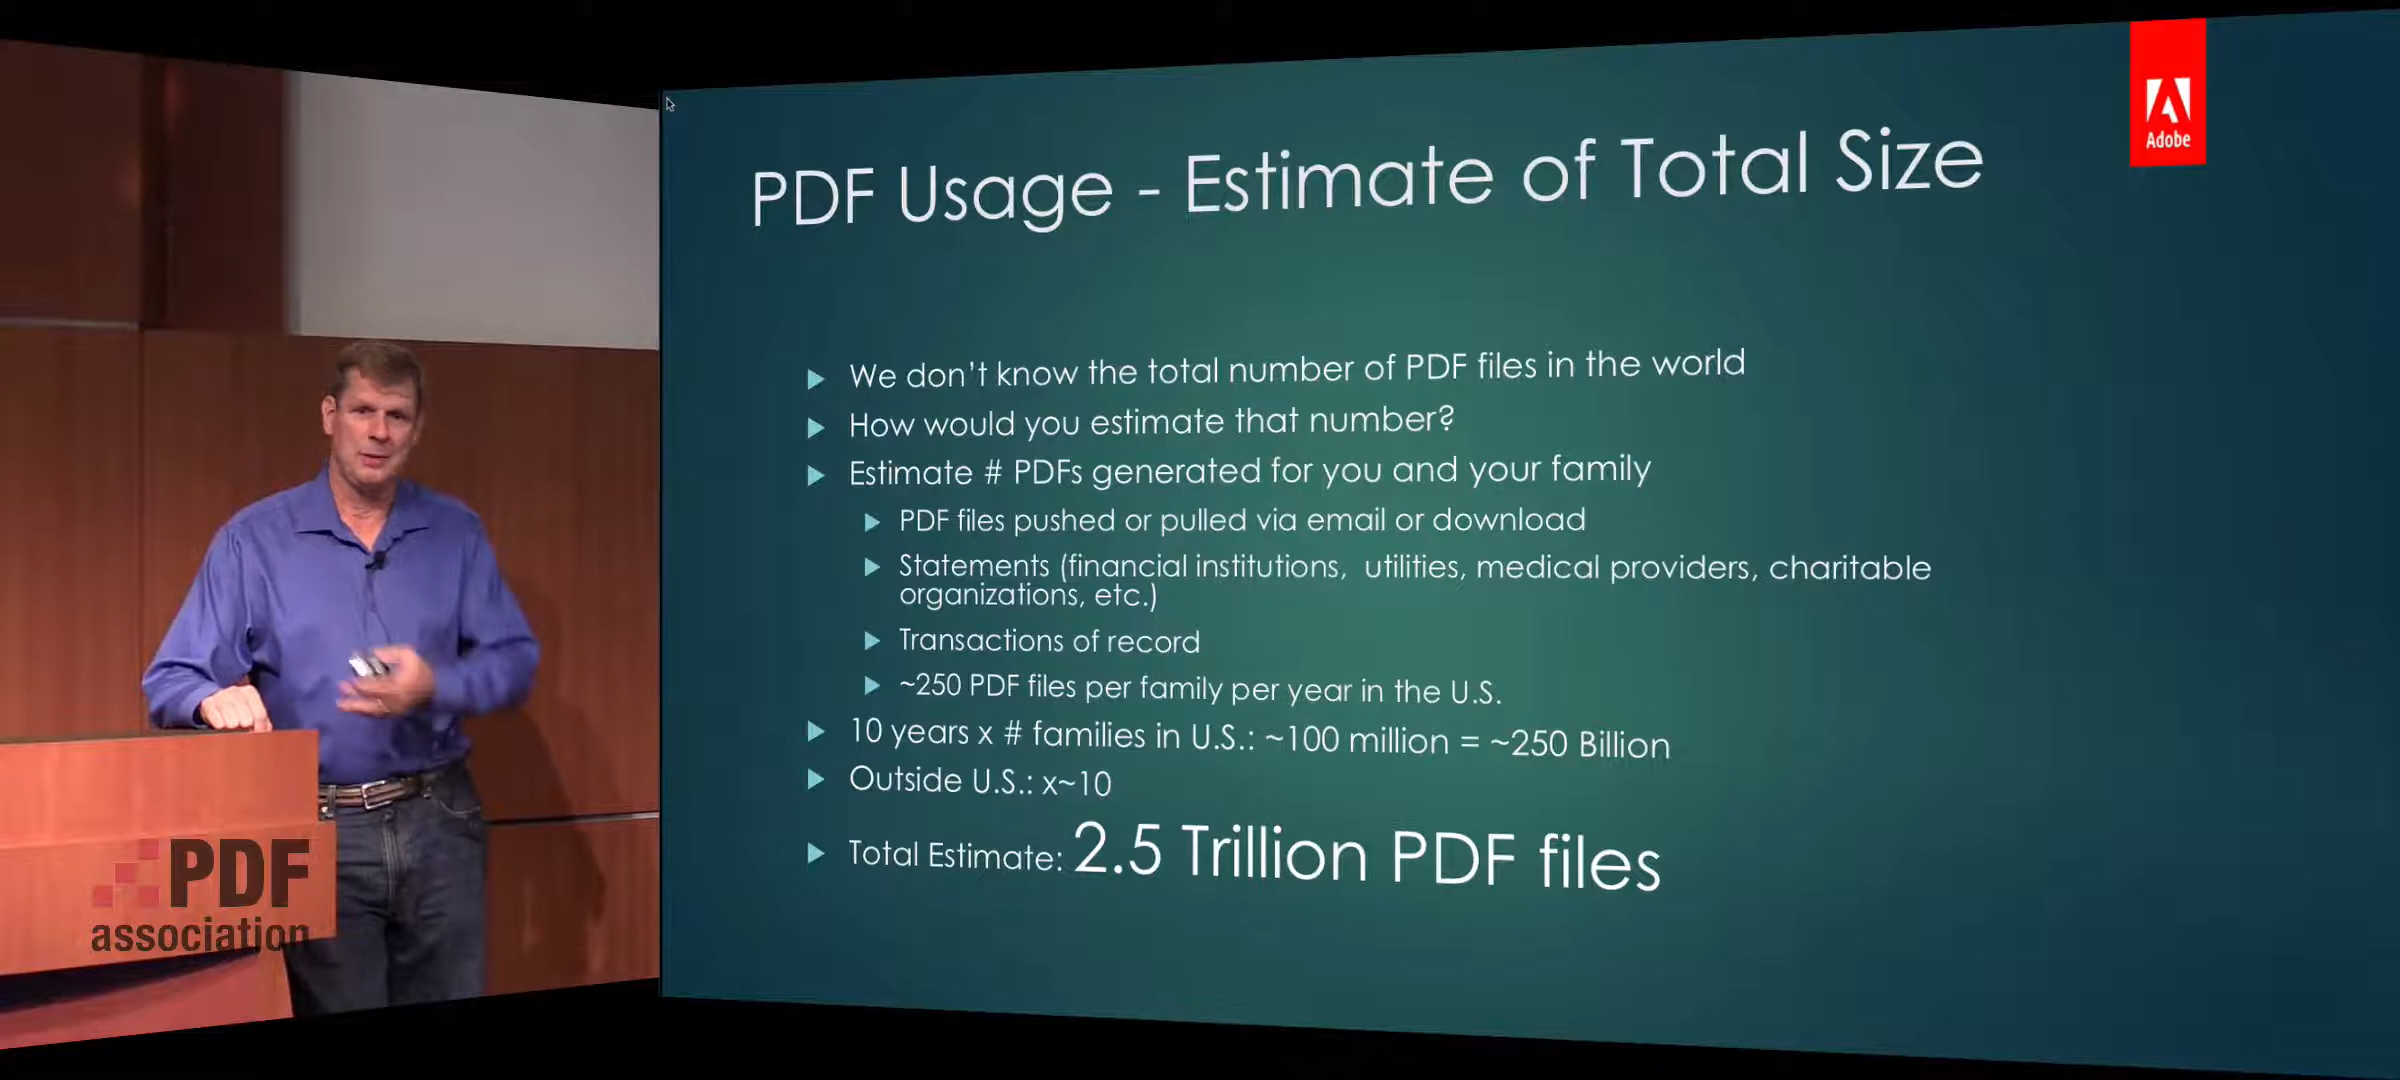 Adobe
PDF Usage - Estimate of Total Size
We don't know the total number of PDF files in the world
How would you estimate that number?
Estimate # PDFs generated for you and your family
PDF files pushed or pulled via email or download
Statements (financial institutions, utilities, medical providers, charitable
organizations, etc.)
Transactions of record
~250 PDF files per family per year in the U.S.
10 years x # families in U.S.: ~100 million = ~250 Billion
Outside U.S.: x~10
Total Estimate: 2.5 Trillion PDF files
PDF
association